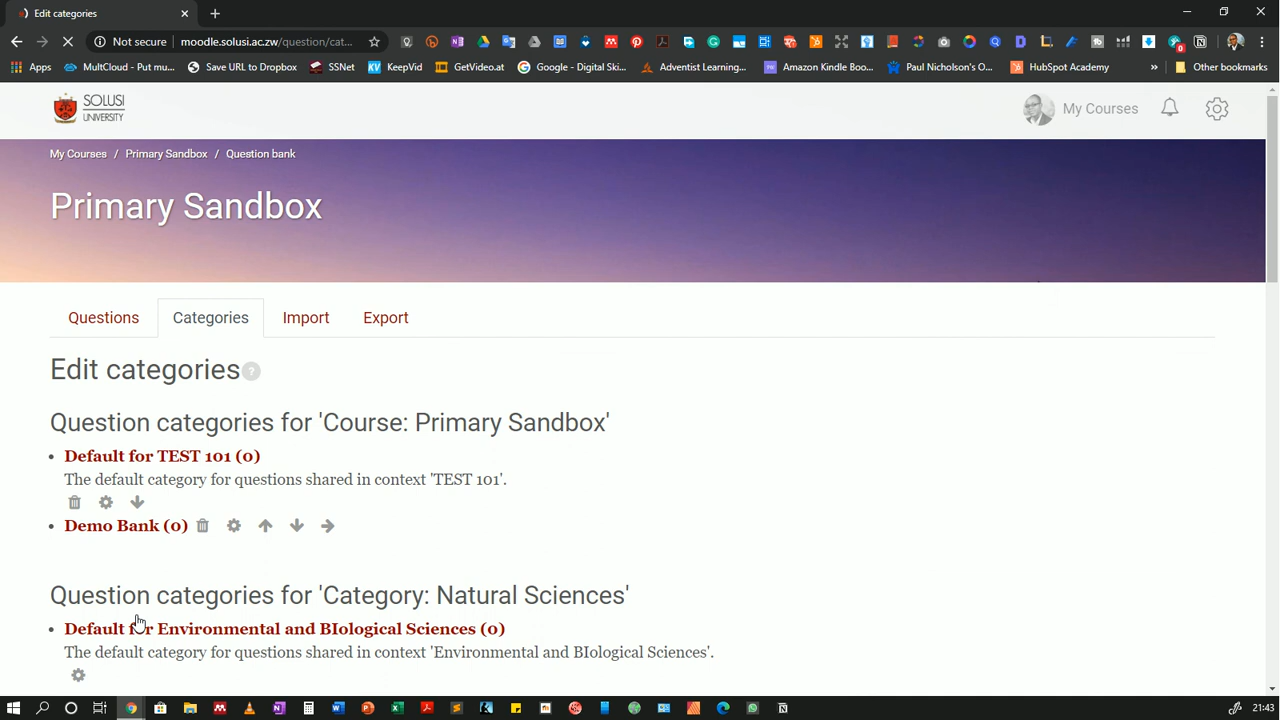 Edit categories
Not secure
moodle.solusi.ac.zw/question/cat...
Apps
MultCloud - Put mu...
Save URL to Dropbox
SSNet
KeepVid
GetVideo.at
Google - Digital Ski...
Adventist Learning...
Amazon Kindle Boo...
Paul Nicholson's O...
HubSpot Academy
Other bookmarks
SOLUSI
UNIVERSITY
My Courses
My Courses / Primary Sandbox / Question bank
Primary Sandbox
Questions
Categories
Import
Export
Edit categories
Question categories for 'Course: Primary Sandbox'
Default for TEST 101 (0)
The default category for questions shared in context 'TEST 101'.
Demo Bank (0)
Question categories for 'Category: Natural Sciences'
Default for Environmental and BIological Sciences (0)
The default category for questions shared in context 'Environmental and BIological Sciences'.
21:43